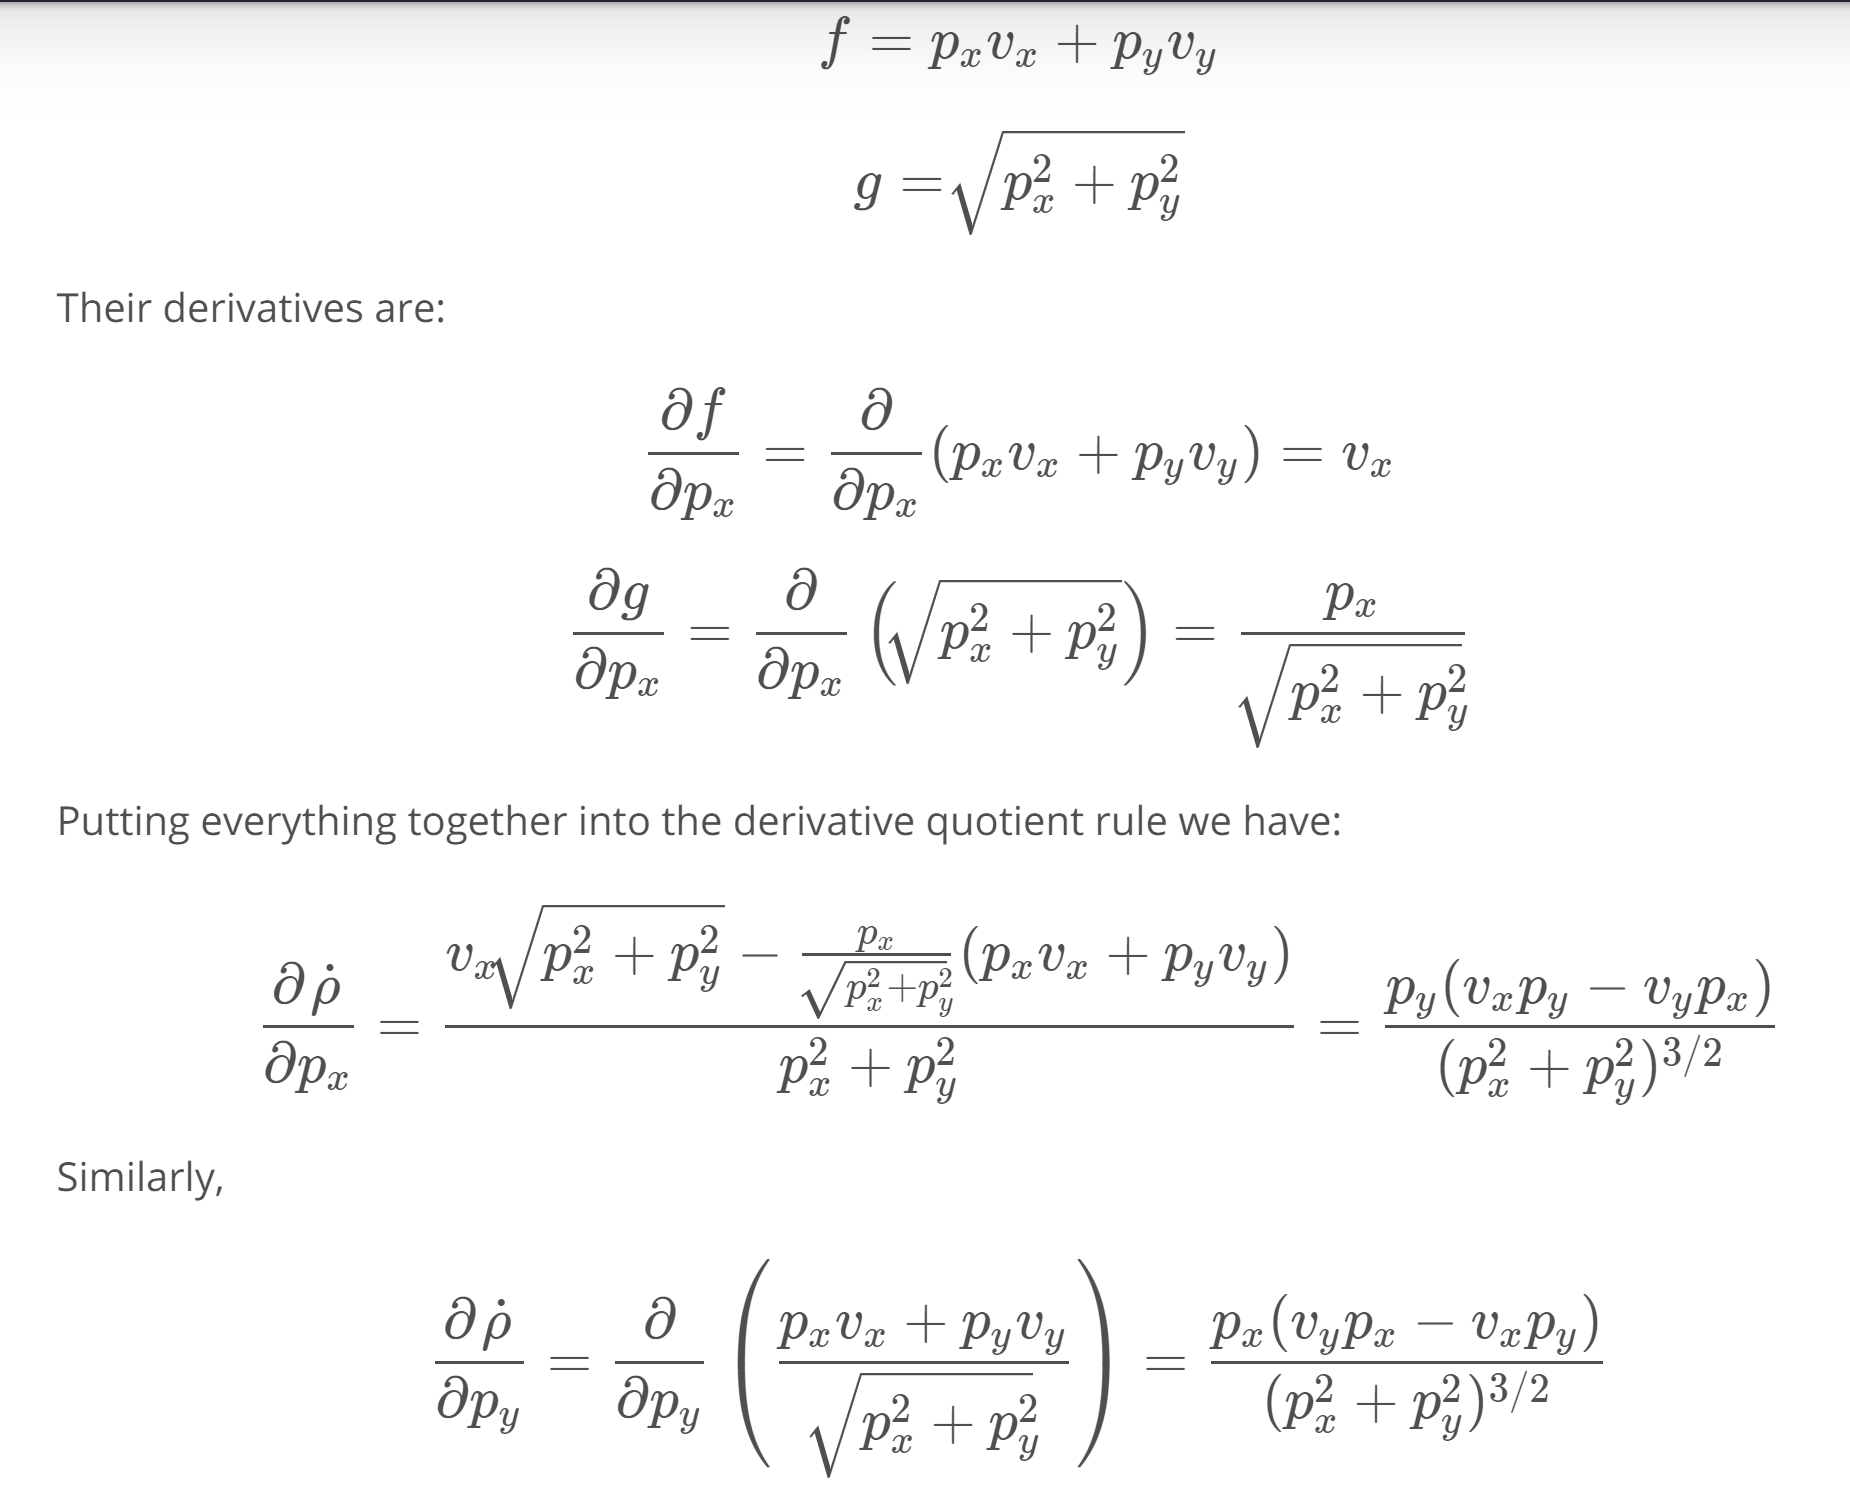 $f = p_x v_x + p_y v_y$
$g = \sqrt{p_x^2 + p_y^2}$
Their derivatives are:
$\frac{\partial f}{\partial p_x} = \frac{\partial}{\partial p_x}(p_x v_x + p_y v_y) = v_x$
$\frac{\partial g}{\partial p_x} = \frac{\partial}{\partial p_x}\left(\sqrt{p_x^2 + p_y^2}\right) = \frac{p_x}{\sqrt{p_x^2 + p_y^2}}$
Putting everything together into the derivative quotient rule we have:
$\frac{\partial \dot{\rho}}{\partial p_x} = \frac{v_x\sqrt{p_x^2 + p_y^2} - \frac{p_x}{\sqrt{p_x^2 + p_y^2}}(p_x v_x + p_y v_y)}{p_x^2 + p_y^2} = \frac{p_y(v_x p_y - v_y p_x)}{(p_x^2 + p_y^2)^{3/2}}$
Similarly,
$\frac{\partial \dot{\rho}}{\partial p_y} = \frac{\partial}{\partial p_y}\left(\frac{p_x v_x + p_y v_y}{\sqrt{p_x^2 + p_y^2}}\right) = \frac{p_x(v_y p_x - v_x p_y)}{(p_x^2 + p_y^2)^{3/2}}$